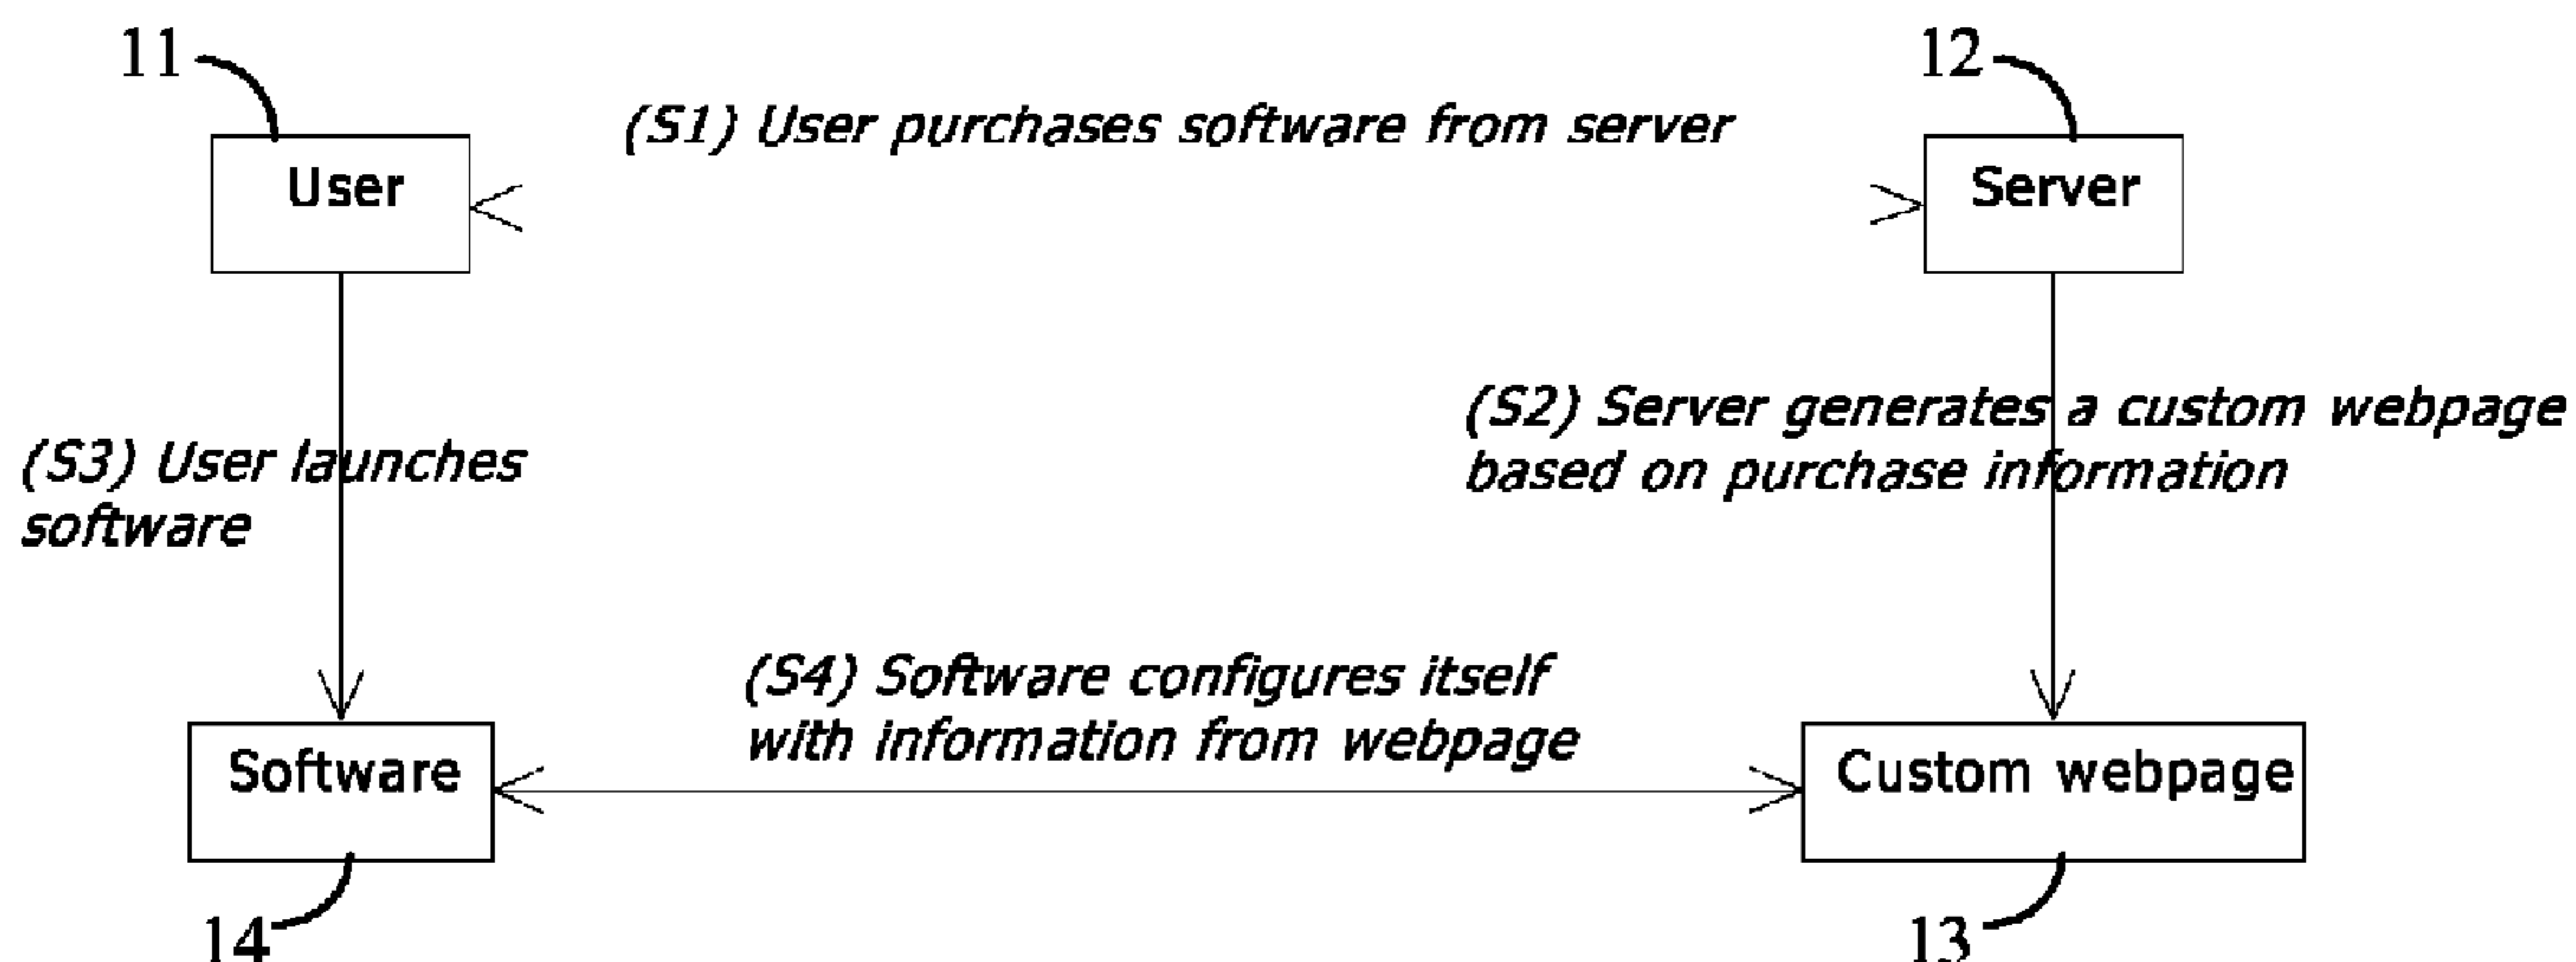 11
12
(S1) User purchases software from server
User
Server
(S2) Server generates a custom webpage
based on purchase information
(S3) User launches
software
(S4) Software configures itself
with information from webpage
Software
Custom webpage
14
13